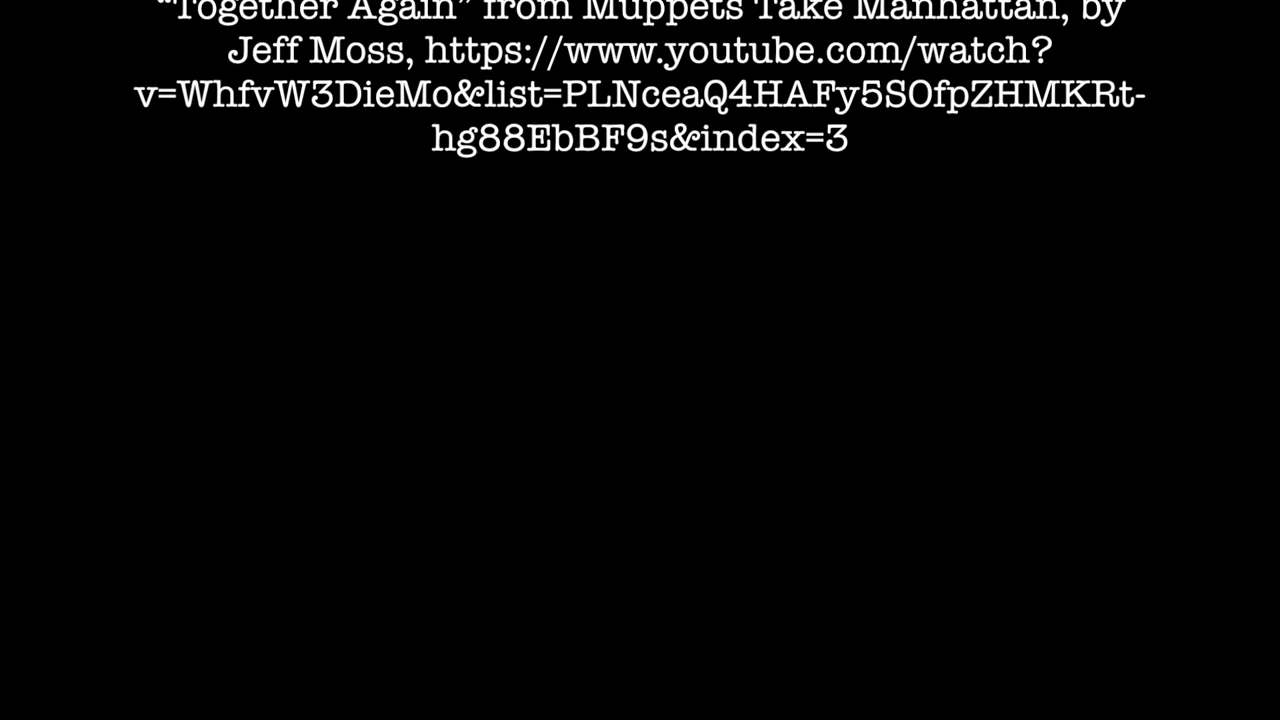 “Together Again” from Muppets Take Manhattan, by
Jeff Moss, https://www.youtube.com/watch?
v=WhfvW3DieMo&list=PLNceaQ4HAFy5SOfpZHMKRt-
hg88EbBF9s&index=3